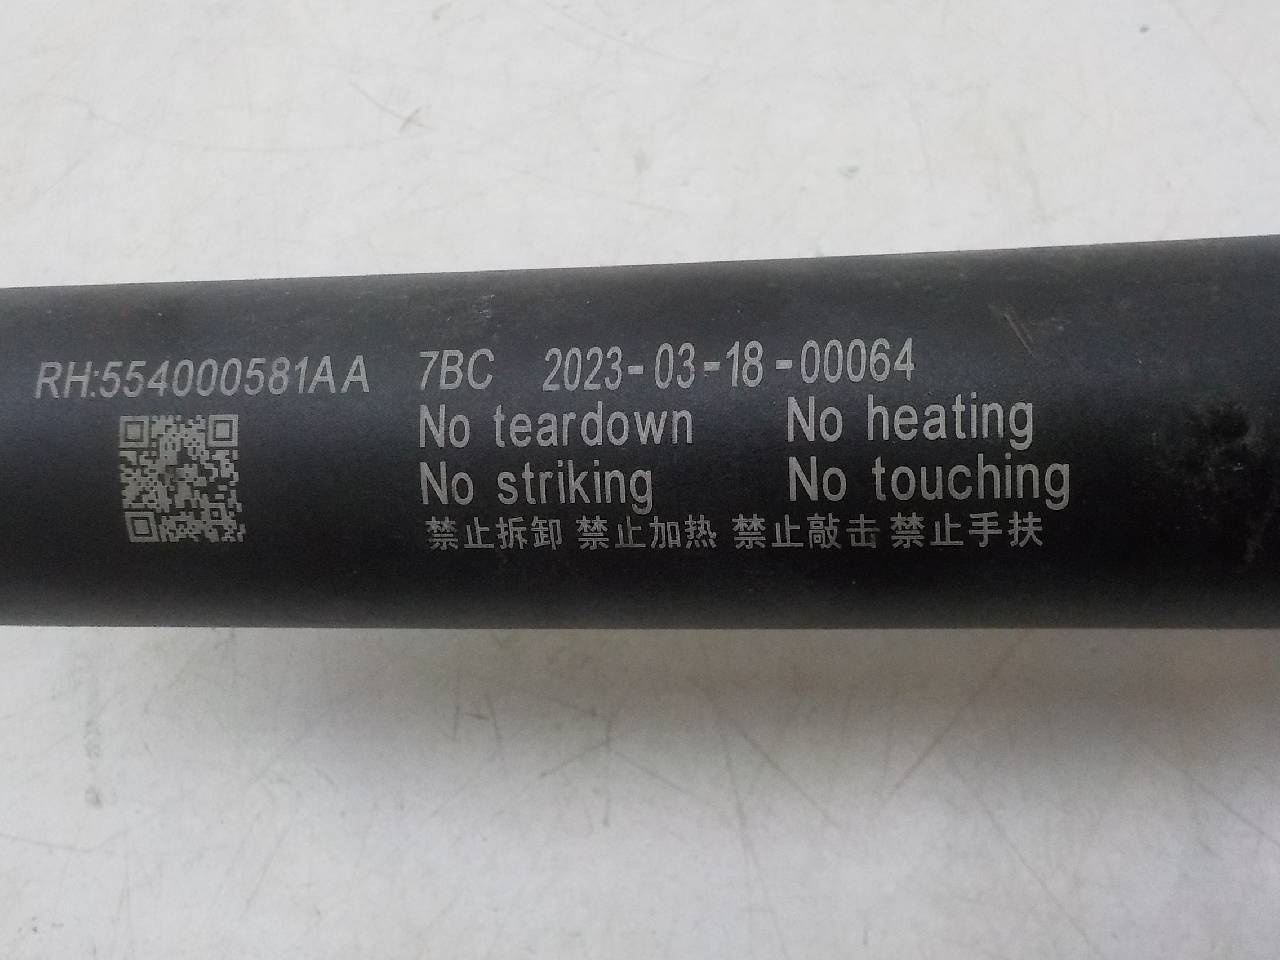 RH:554000581AA 7BC 2023-03-18-00064
No teardown No heating
No striking No touching
禁止拆卸 禁止加热 禁止敲击 禁止手扶